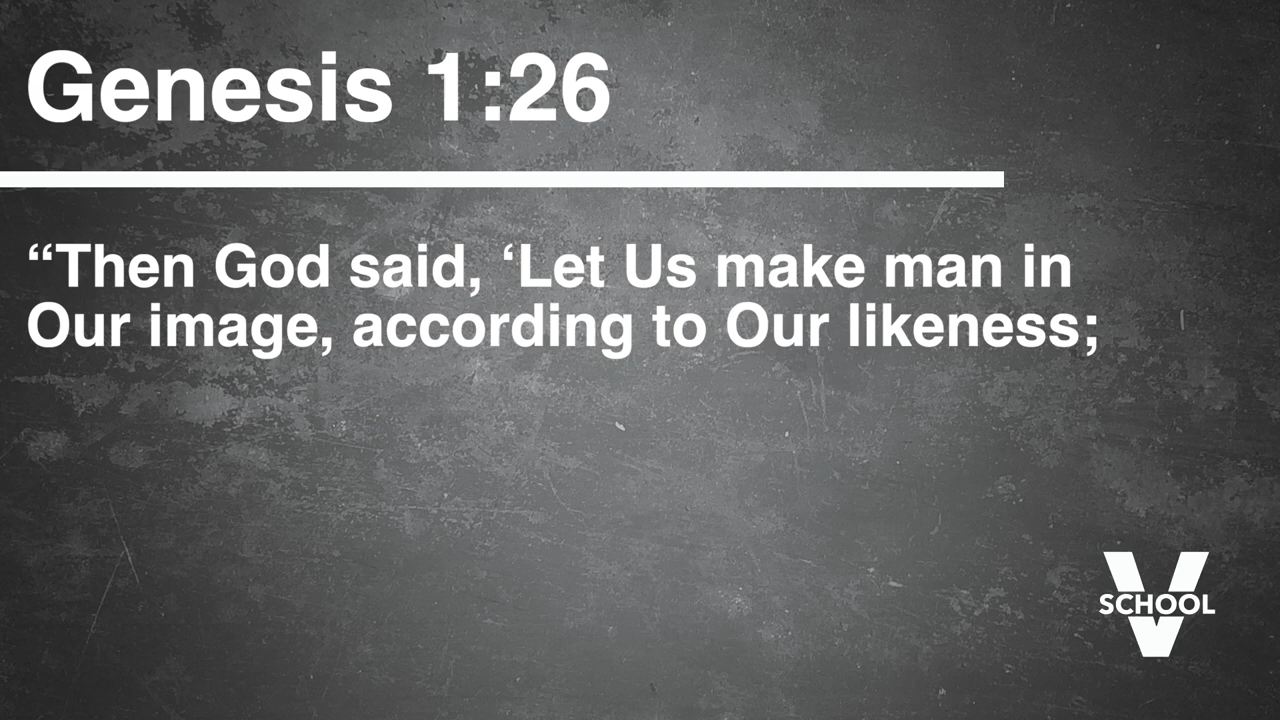 Genesis 1:26
“Then God said, ‘Let Us make man in
Our image, according to Our likeness;
V
SCHOOL